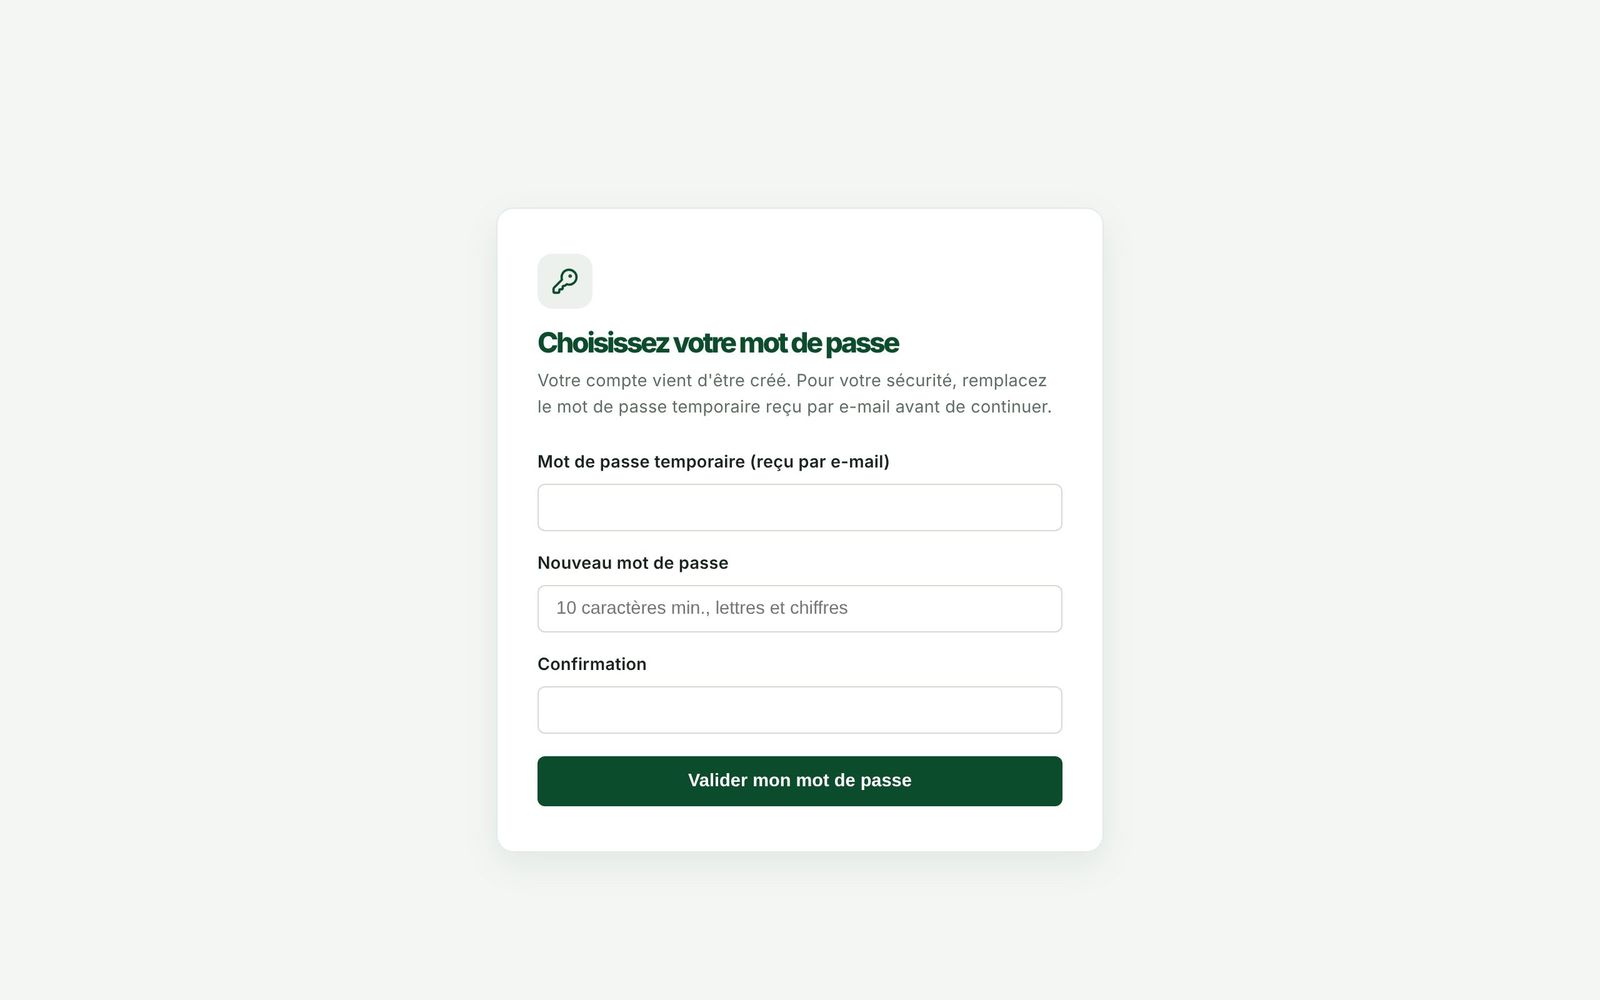 Choisissez votre mot de passe
Votre compte vient d'être créé. Pour votre sécurité, remplacez
le mot de passe temporaire reçu par e-mail avant de continuer.
Mot de passe temporaire (reçu par e-mail)
Nouveau mot de passe
10 caractères min., lettres et chiffres
Confirmation
Valider mon mot de passe